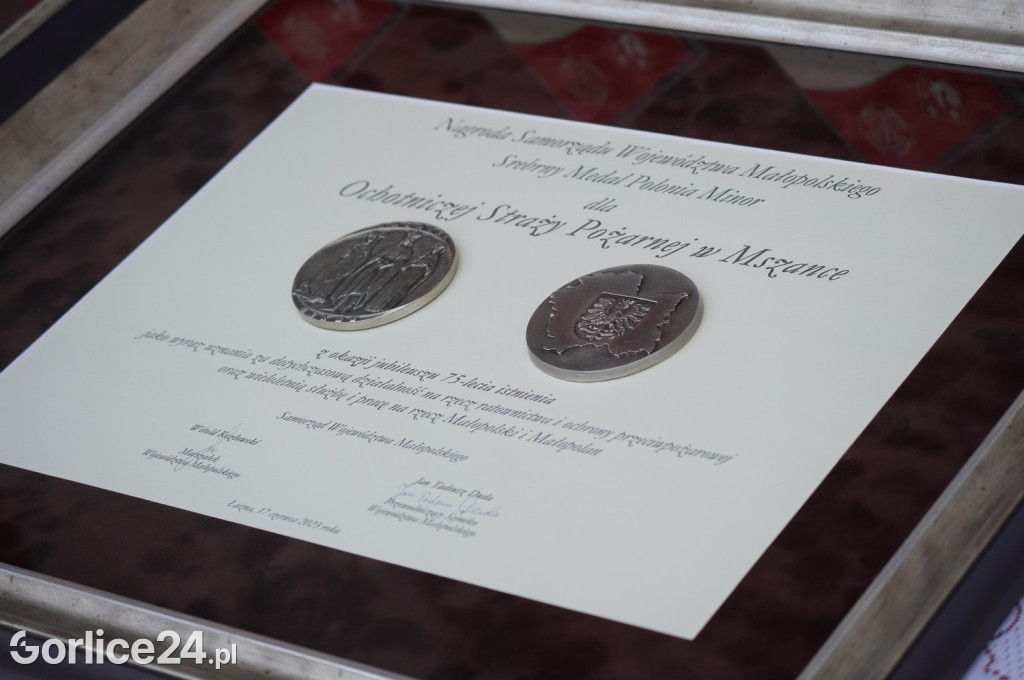 Nagroda Samorządu Województwa Małopolskiego
Srebrny Medal Polonia Minor
dla
Ochotniczej Straży Pożarnej w Mszance
z okazji jubileuszu 75-lecia istnienia
jako wyraz uznania za dotychczasową działalność na rzecz ratownictwa i ochrony przeciwpożarowej
oraz wieloletnią służbę i pracę na rzecz Małopolski i Małopolan
Samorząd Województwa Małopolskiego
Witold Kozłowski
Marszałek
Województwa Małopolskiego
Jan Tadeusz Duda
Jan Tadeusz Duda
Przewodniczący Sejmiku
Województwa Małopolskiego
17 czerwca 2023 roku
Gorlice24.pl